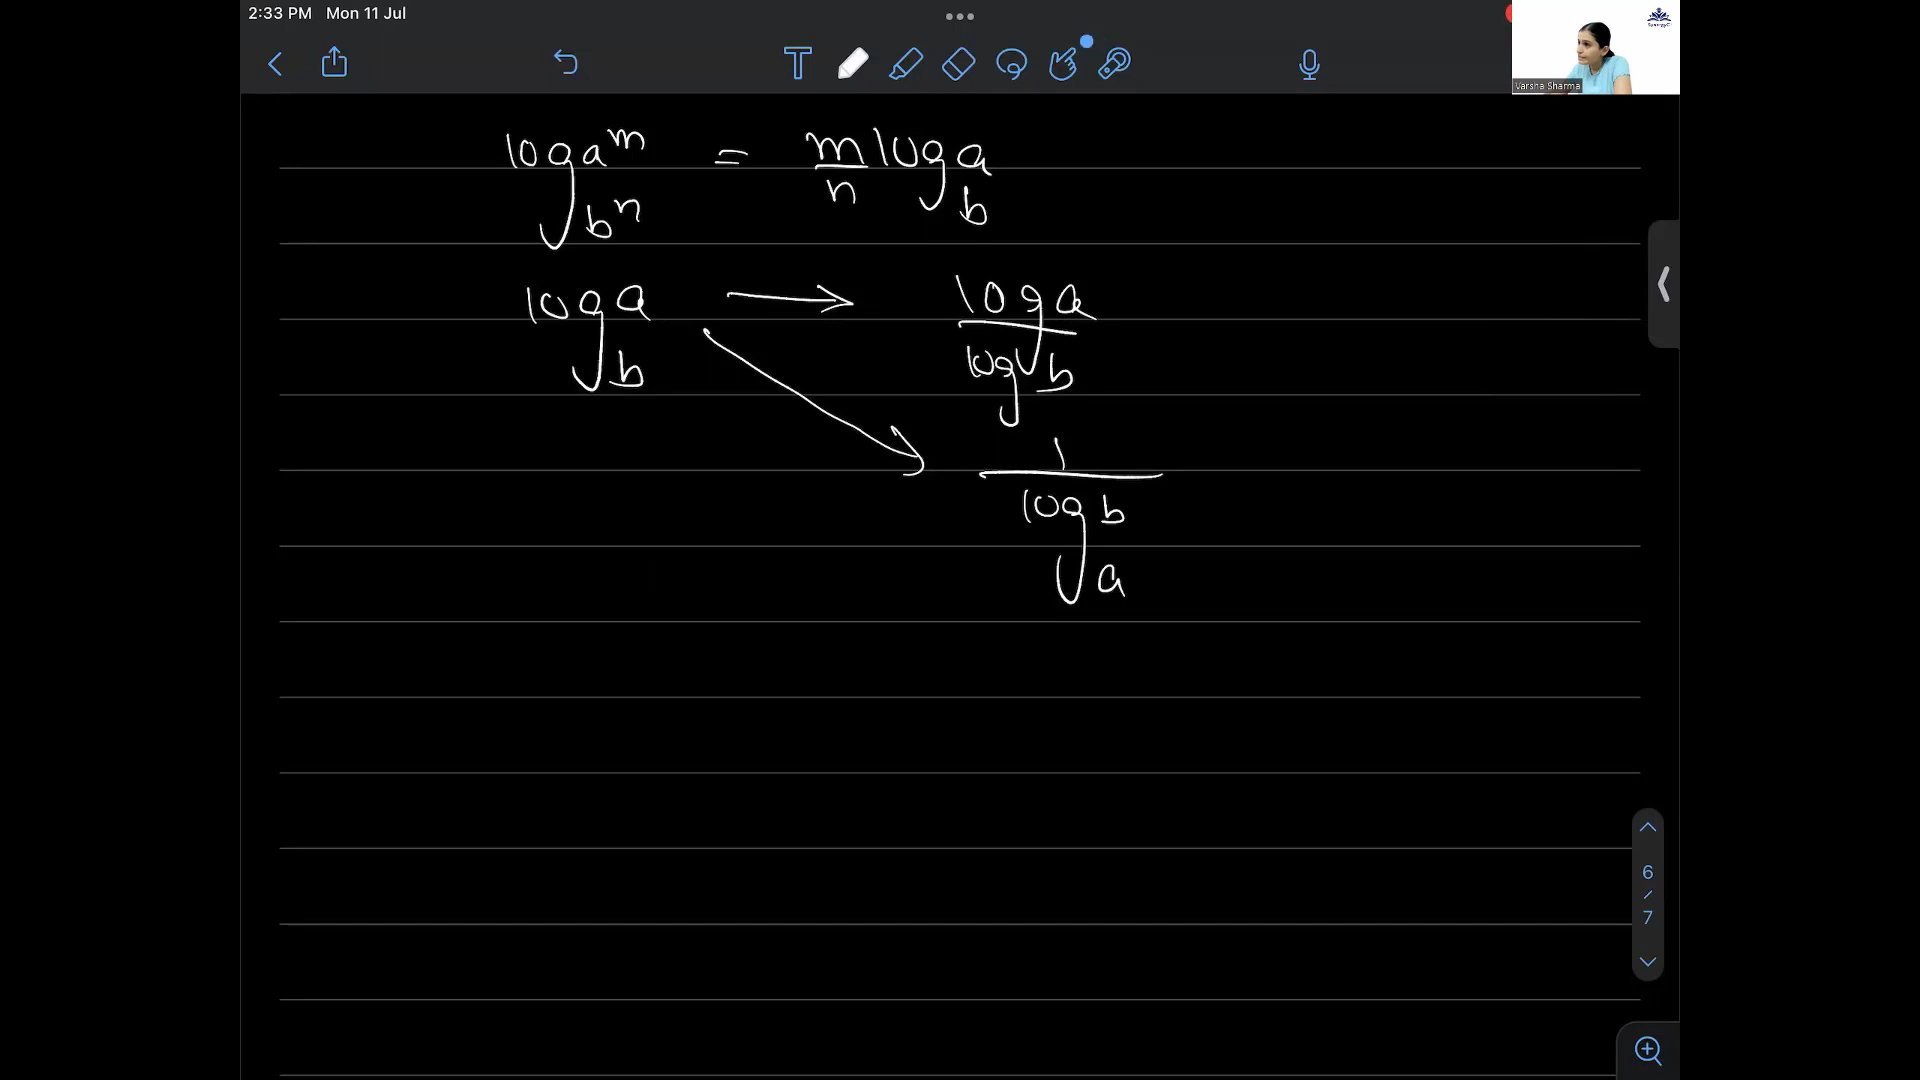 2:33 PM Mon 11 Jul
Varsha Sharma
log_{b^n} a^m = m/n log_b a
log_b a → log a / log b
1 / log_a b
6
/
7